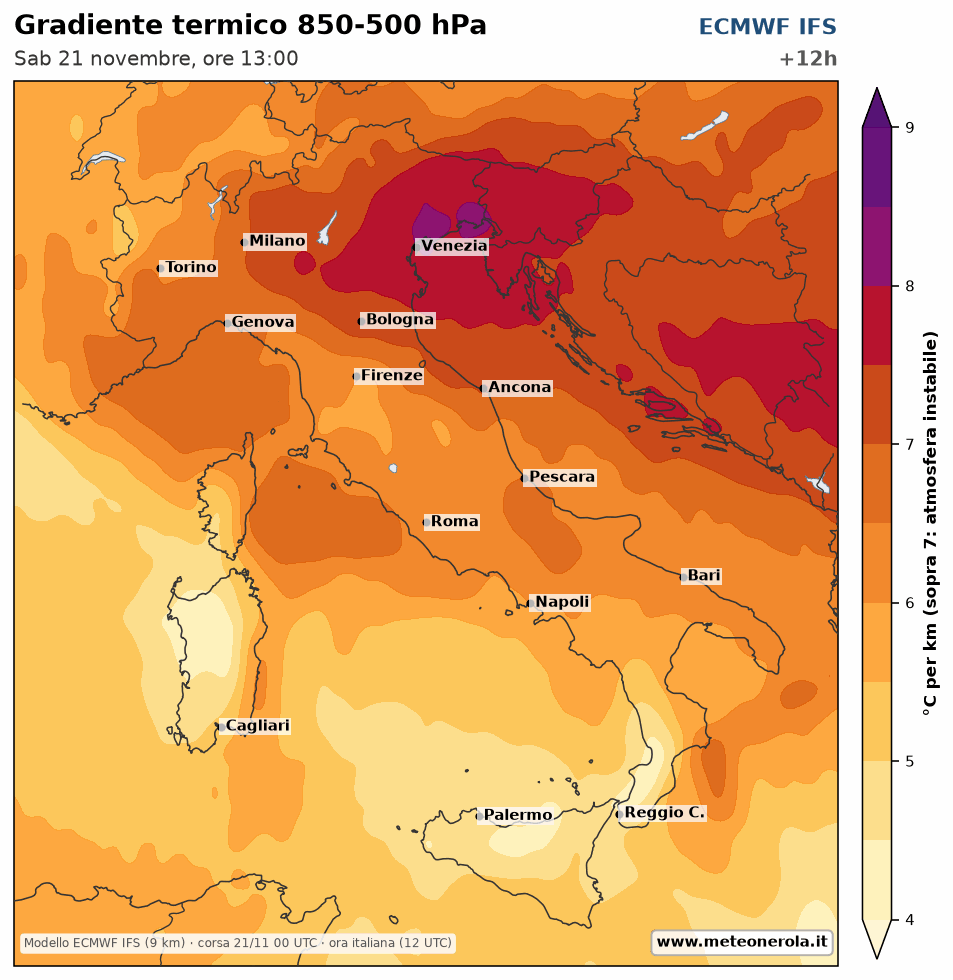 Gradiente termico 850-500 hPa
ECMWF IFS
Sab 21 novembre, ore 13:00
+12h
Milano
Venezia
Torino
Genova
Bologna
Firenze
Ancona
Pescara
Roma
Bari
Napoli
Cagliari
Palermo
Reggio C.
9
8
7
6
5
4
°C per km (sopra 7: atmosfera instabile)
Modello ECMWF IFS (9 km) · corsa 21/11 00 UTC · ora italiana (12 UTC)
www.meteonerola.it